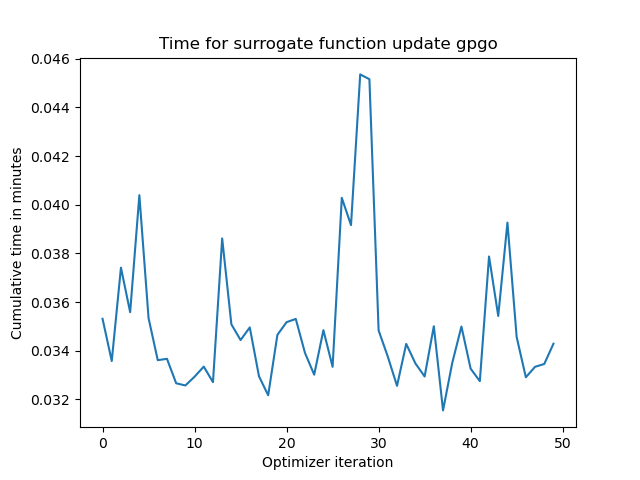 Time for surrogate function update gpgo
Cumulative time in minutes
0.046
0.044
0.042
0.040
0.038
0.036
0.034
0.032
0 10 20 30 40 50
Optimizer iteration